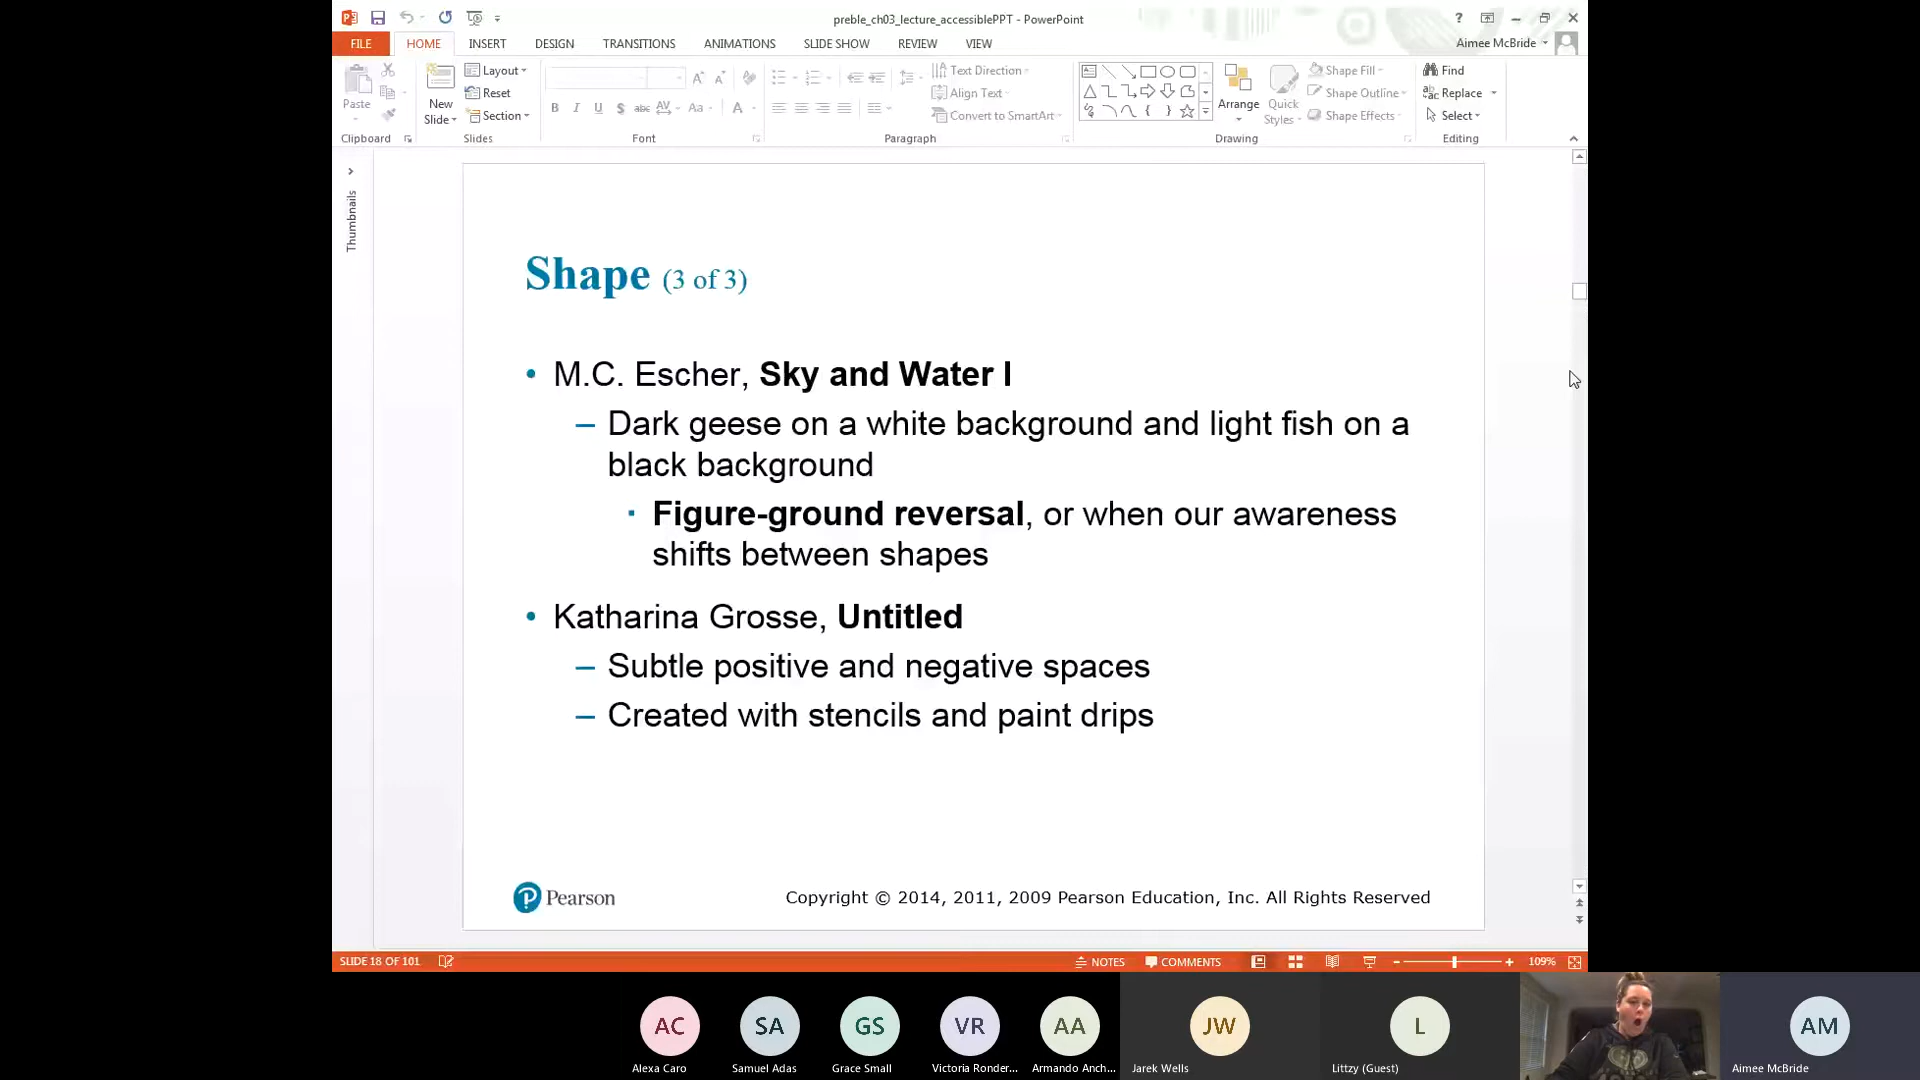 preble_ch03_lecture_accessiblePPT - PowerPoint
?
FILE
HOME
INSERT
DESIGN
TRANSITIONS
ANIMATIONS
SLIDE SHOW
REVIEW
VIEW
Aimee McBride
Paste
Clipboard
New
Slide
Layout
Reset
Section
Slides
B I U S abc AV Aa A
Font
Text Direction
Align Text
Convert to SmartArt
Paragraph
Arrange
Quick
Styles
Shape Fill
Shape Outline
Shape Effects
Drawing
Find
Replace
Select
Editing
Thumbnails
Shape (3 of 3)
• M.C. Escher, Sky and Water I
– Dark geese on a white background and light fish on a
black background
▪ Figure-ground reversal, or when our awareness
shifts between shapes
• Katharina Grosse, Untitled
– Subtle positive and negative spaces
– Created with stencils and paint drips
Pearson
Copyright © 2014, 2011, 2009 Pearson Education, Inc. All Rights Reserved
SLIDE 18 OF 101
NOTES
COMMENTS
109%
AC
SA
GS
VR
AA
JW
L
AM
Alexa Caro
Samuel Adas
Grace Small
Victoria Ronder...
Armando Anch...
Jarek Wells
Littzy (Guest)
Aimee McBride